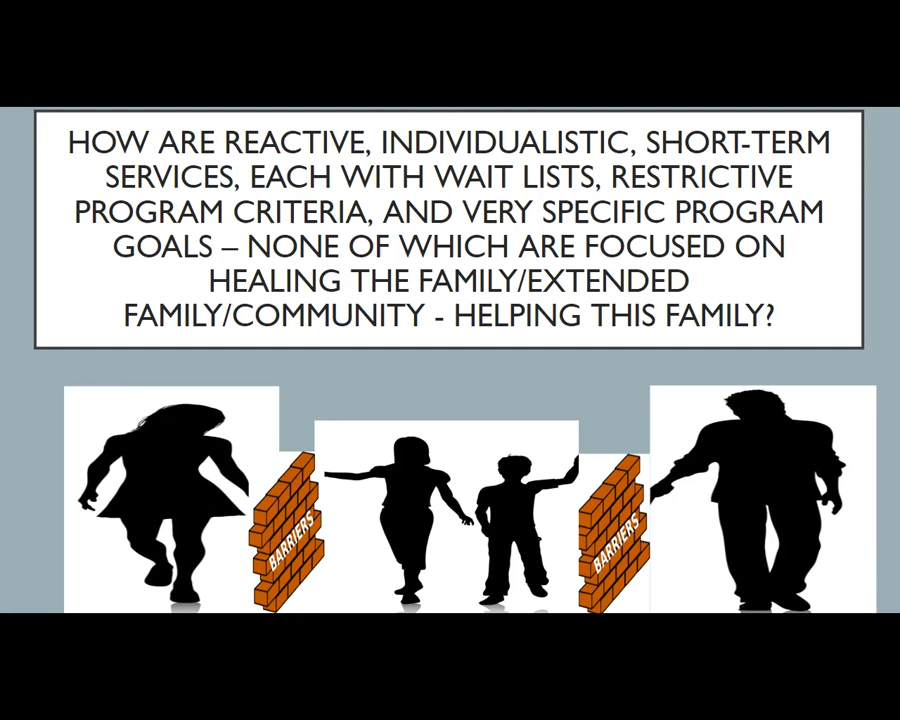 HOW ARE REACTIVE, INDIVIDUALISTIC, SHORT-TERM
SERVICES, EACH WITH WAIT LISTS, RESTRICTIVE
PROGRAM CRITERIA, AND VERY SPECIFIC PROGRAM
GOALS – NONE OF WHICH ARE FOCUSED ON
HEALING THE FAMILY/EXTENDED
FAMILY/COMMUNITY - HELPING THIS FAMILY?
BARRIERS
BARRIERS